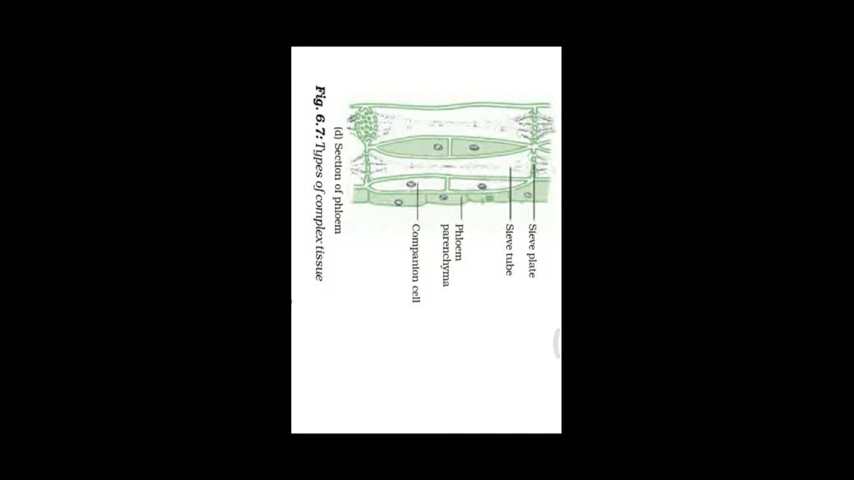 Sieve plate
Sieve tube
Phloem
parenchyma
Companion cell
(d) Section of phloem
Fig. 6.7: Types of complex tissue